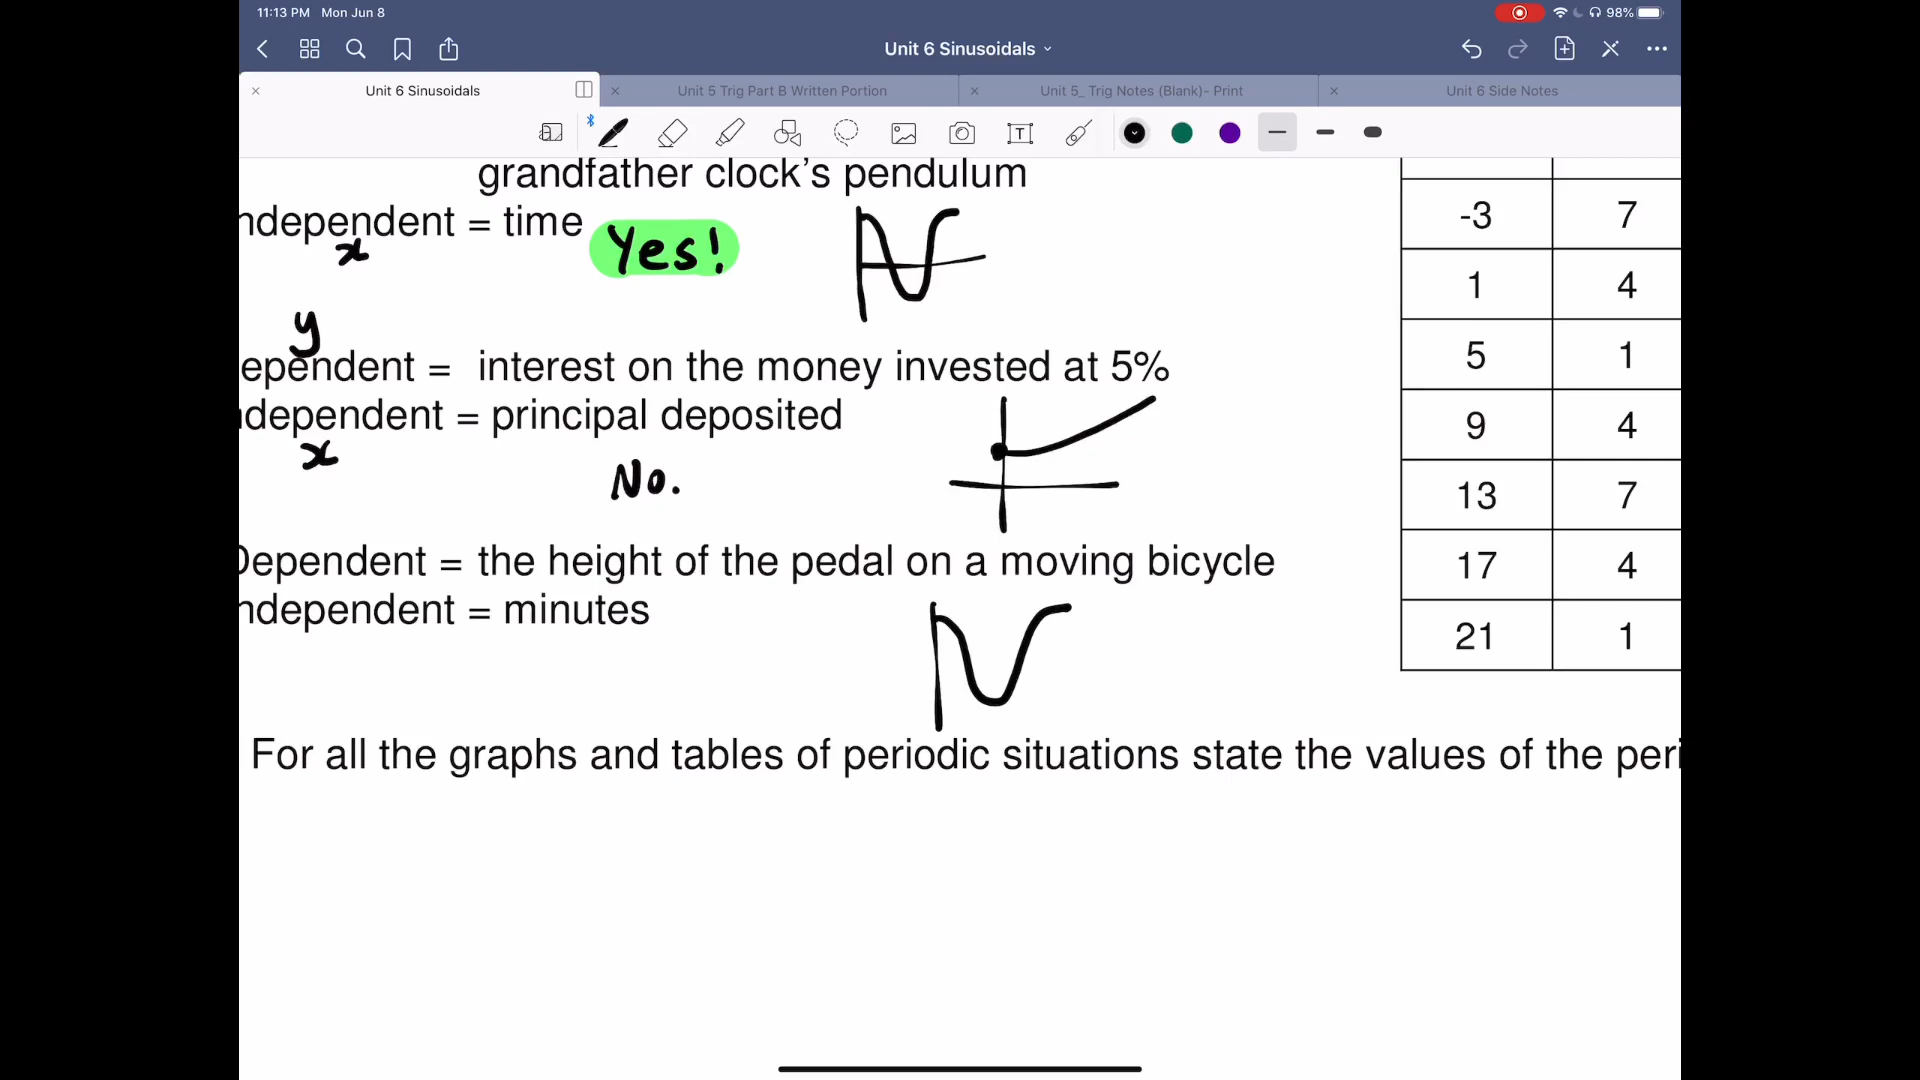 11:13 PM Mon Jun 8
98%
Unit 6 Sinusoidals
Unit 6 Sinusoidals
Unit 5 Trig Part B Written Portion
Unit 5_ Trig Notes (Blank)- Print
Unit 6 Side Notes
T
grandfather clock's pendulum
ndependent = time Yes!
x
y
ependent = interest on the money invested at 5%
ndependent = principal deposited
x
No.
Dependent = the height of the pedal on a moving bicycle
ndependent = minutes
-3 7
1 4
5 1
9 4
13 7
17 4
21 1
For all the graphs and tables of periodic situations state the values of the peri